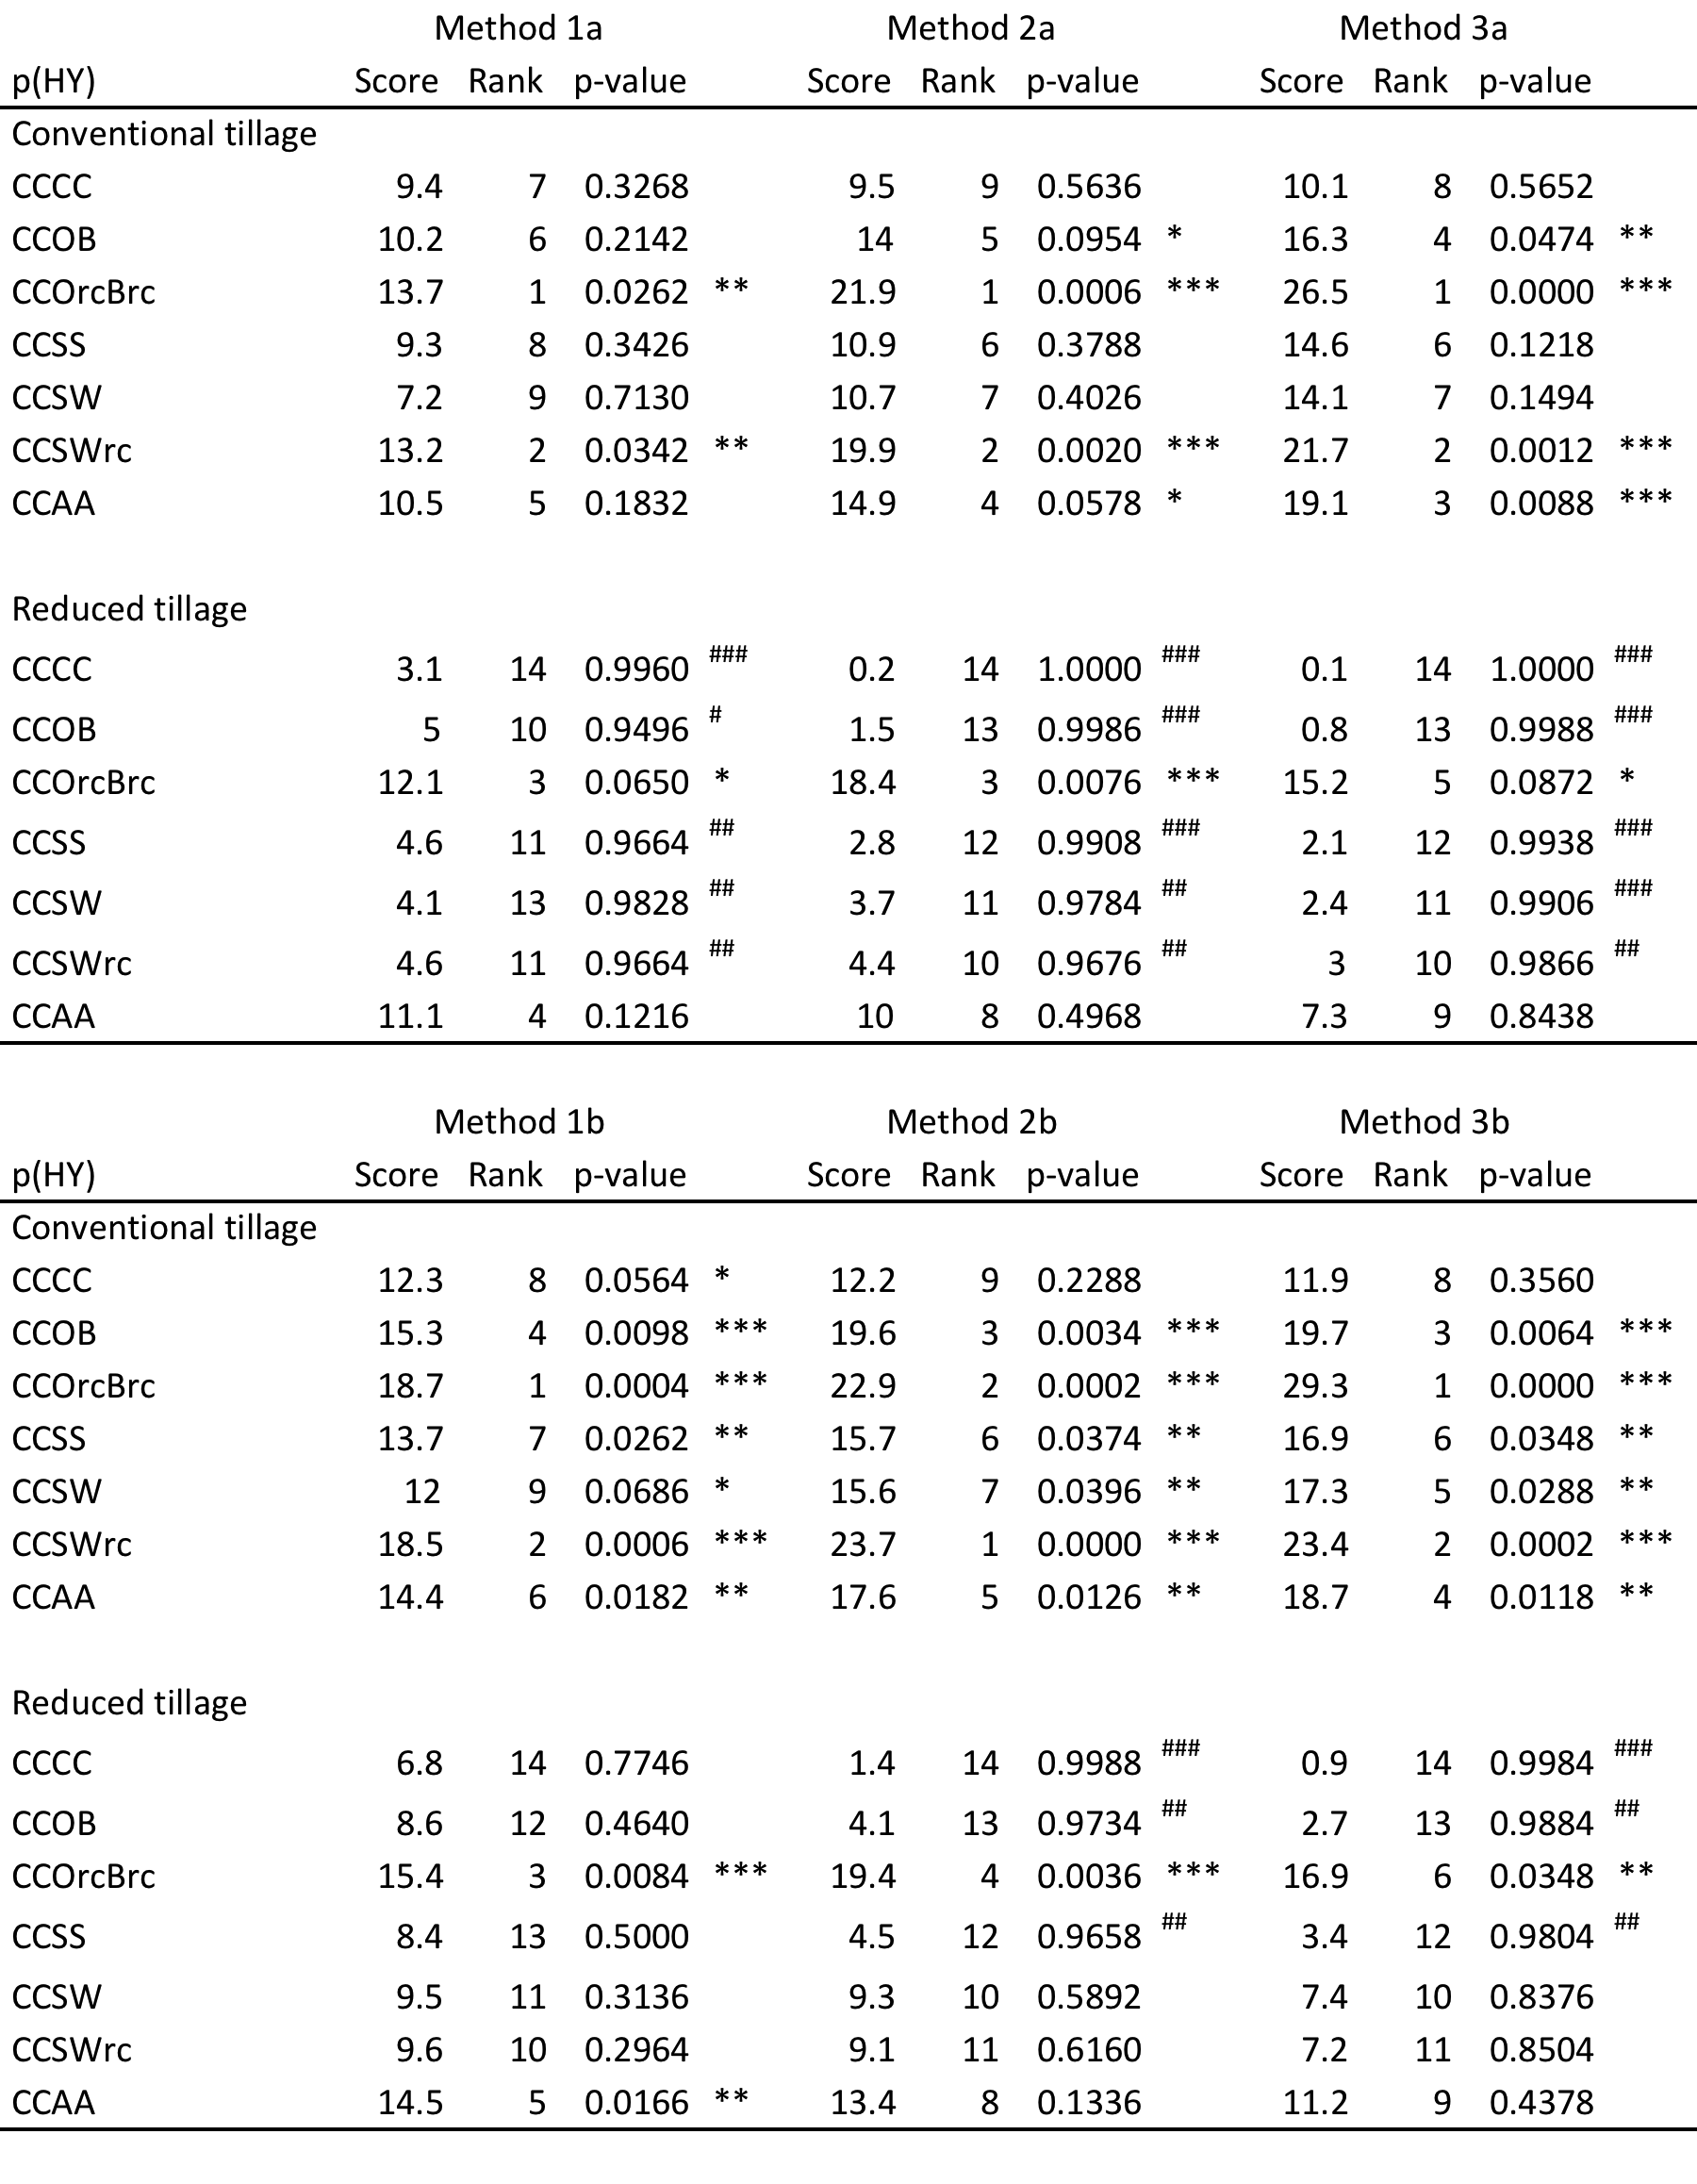 Method 1a Method 2a Method 3a
p(HY) Score Rank p-value Score Rank p-value Score Rank p-value
Conventional tillage
CCCC 9.4 7 0.3268 9.5 9 0.5636 10.1 8 0.5652
CCOB 10.2 6 0.2142 14 5 0.0954 * 16.3 4 0.0474 **
CCOrcBrc 13.7 1 0.0262 ** 21.9 1 0.0006 *** 26.5 1 0.0000 ***
CCSS 9.3 8 0.3426 10.9 6 0.3788 14.6 6 0.1218
CCSW 7.2 9 0.7130 10.7 7 0.4026 14.1 7 0.1494
CCSWrc 13.2 2 0.0342 ** 19.9 2 0.0020 *** 21.7 2 0.0012 ***
CCAA 10.5 5 0.1832 14.9 4 0.0578 * 19.1 3 0.0088 ***
Reduced tillage
CCCC 3.1 14 0.9960 ### 0.2 14 1.0000 ### 0.1 14 1.0000 ###
CCOB 5 10 0.9496 # 1.5 13 0.9986 ### 0.8 13 0.9988 ###
CCOrcBrc 12.1 3 0.0650 * 18.4 3 0.0076 *** 15.2 5 0.0872 *
CCSS 4.6 11 0.9664 ## 2.8 12 0.9908 ### 2.1 12 0.9938 ###
CCSW 4.1 13 0.9828 ## 3.7 11 0.9784 ## 2.4 11 0.9906 ###
CCSWrc 4.6 11 0.9664 ## 4.4 10 0.9676 ## 3 10 0.9866 ##
CCAA 11.1 4 0.1216 10 8 0.4968 7.3 9 0.8438
Method 1b Method 2b Method 3b
p(HY) Score Rank p-value Score Rank p-value Score Rank p-value
Conventional tillage
CCCC 12.3 8 0.0564 * 12.2 9 0.2288 11.9 8 0.3560
CCOB 15.3 4 0.0098 *** 19.6 3 0.0034 *** 19.7 3 0.0064 ***
CCOrcBrc 18.7 1 0.0004 *** 22.9 2 0.0002 *** 29.3 1 0.0000 ***
CCSS 13.7 7 0.0262 ** 15.7 6 0.0374 ** 16.9 6 0.0348 **
CCSW 12 9 0.0686 * 15.6 7 0.0396 ** 17.3 5 0.0288 **
CCSWrc 18.5 2 0.0006 *** 23.7 1 0.0000 *** 23.4 2 0.0002 ***
CCAA 14.4 6 0.0182 ** 17.6 5 0.0126 ** 18.7 4 0.0118 **
Reduced tillage
CCCC 6.8 14 0.7746 1.4 14 0.9988 ### 0.9 14 0.9984 ###
CCOB 8.6 12 0.4640 4.1 13 0.9734 ## 2.7 13 0.9884 ##
CCOrcBrc 15.4 3 0.0084 *** 19.4 4 0.0036 *** 16.9 6 0.0348 **
CCSS 8.4 13 0.5000 4.5 12 0.9658 ## 3.4 12 0.9804 ##
CCSW 9.5 11 0.3136 9.3 10 0.5892 7.4 10 0.8376
CCSWrc 9.6 10 0.2964 9.1 11 0.6160 7.2 11 0.8504
CCAA 14.5 5 0.0166 ** 13.4 8 0.1336 11.2 9 0.4378